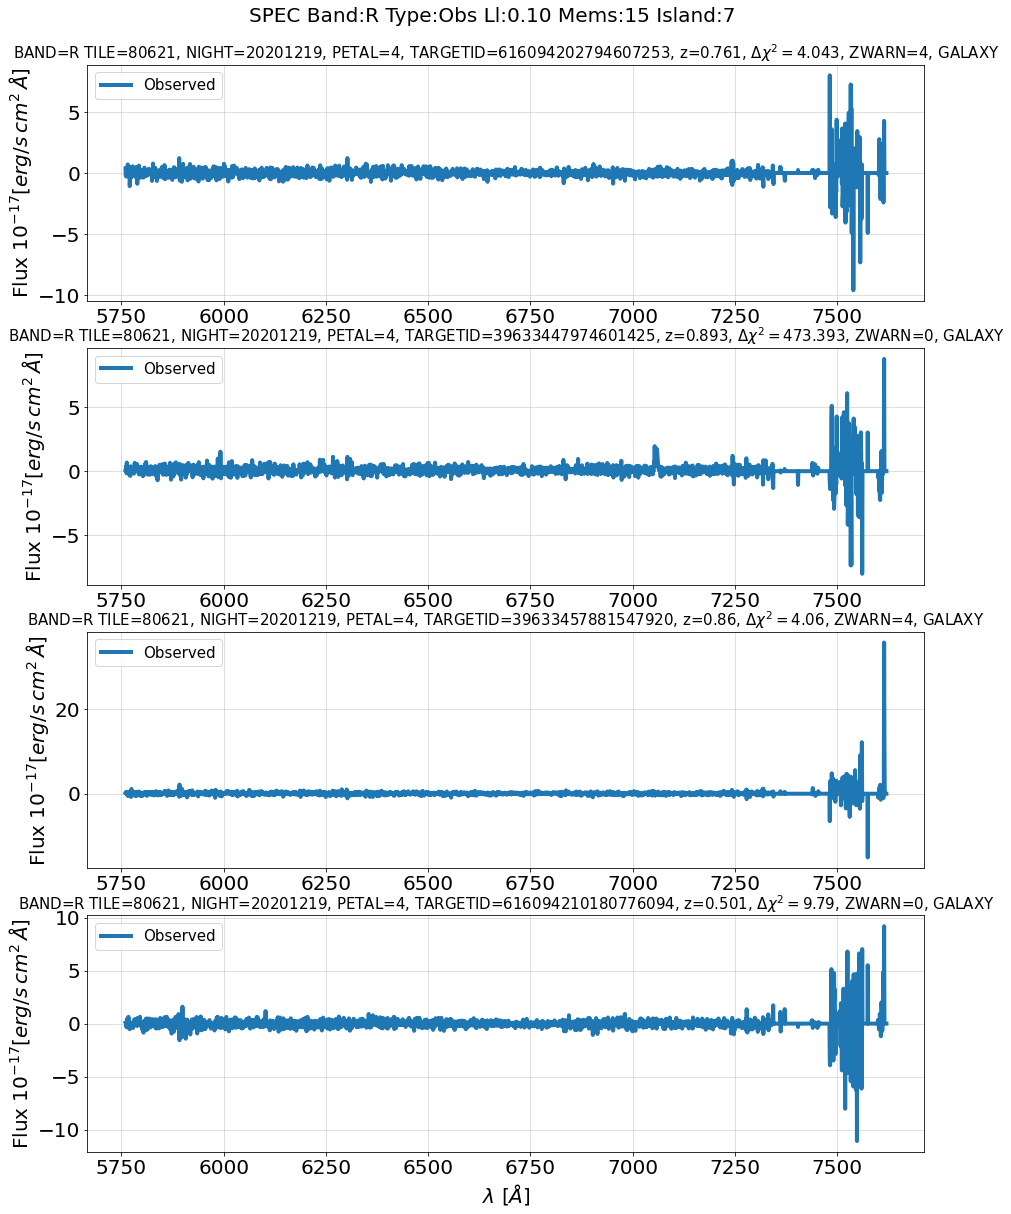 SPEC Band:R Type:Obs Ll:0.10 Mems:15 Island:7
BAND=R TILE=80621, NIGHT=20201219, PETAL=4, TARGETID=616094202794607253, z=0.761, Δχ² = 4.043, ZWARN=4, GALAXY
Observed
Flux 10⁻¹⁷[erg/s cm² Å]
5
0
−5
−10
5750 6000 6250 6500 6750 7000 7250 7500
BAND=R TILE=80621, NIGHT=20201219, PETAL=4, TARGETID=39633447974601425, z=0.893, Δχ² = 473.393, ZWARN=0, GALAXY
Observed
Flux 10⁻¹⁷[erg/s cm² Å]
5
0
−5
5750 6000 6250 6500 6750 7000 7250 7500
BAND=R TILE=80621, NIGHT=20201219, PETAL=4, TARGETID=39633457881547920, z=0.86, Δχ² = 4.06, ZWARN=4, GALAXY
Observed
Flux 10⁻¹⁷[erg/s cm² Å]
20
0
5750 6000 6250 6500 6750 7000 7250 7500
BAND=R TILE=80621, NIGHT=20201219, PETAL=4, TARGETID=616094210180776094, z=0.501, Δχ² = 9.79, ZWARN=0, GALAXY
Observed
Flux 10⁻¹⁷[erg/s cm² Å]
10
5
0
−5
−10
5750 6000 6250 6500 6750 7000 7250 7500
λ [Å]